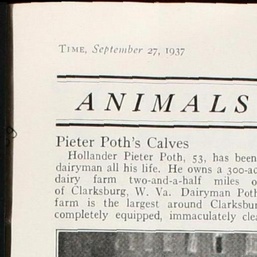 TIME, September 27, 1937
ANIMALS
Pieter Poth's Calves
Hollander Pieter Poth, 53, has been
dairyman all his life. He owns a 300-ac
dairy farm two-and-a-half miles o
of Clarksburg, W. Va. Dairyman Poth
farm is the largest around Clarksbur
completely equipped, immaculately clea